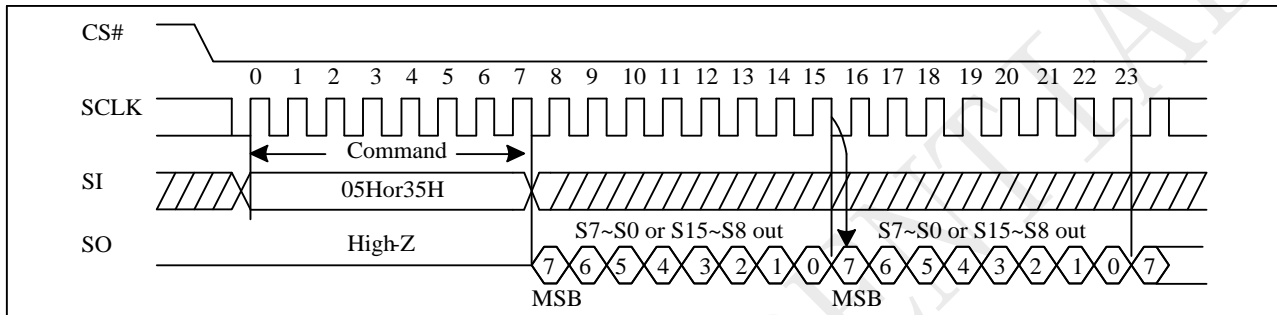 CS#
0 1 2 3 4 5 6 7 8 9 10 11 12 13 14 15 16 17 18 19 20 21 22 23
SCLK
Command
SI
05Hor35H
S7~S0 or S15~S8 out S7~S0 or S15~S8 out
SO
High-Z
7 6 5 4 3 2 1 0 7 6 5 4 3 2 1 0 7
MSB MSB